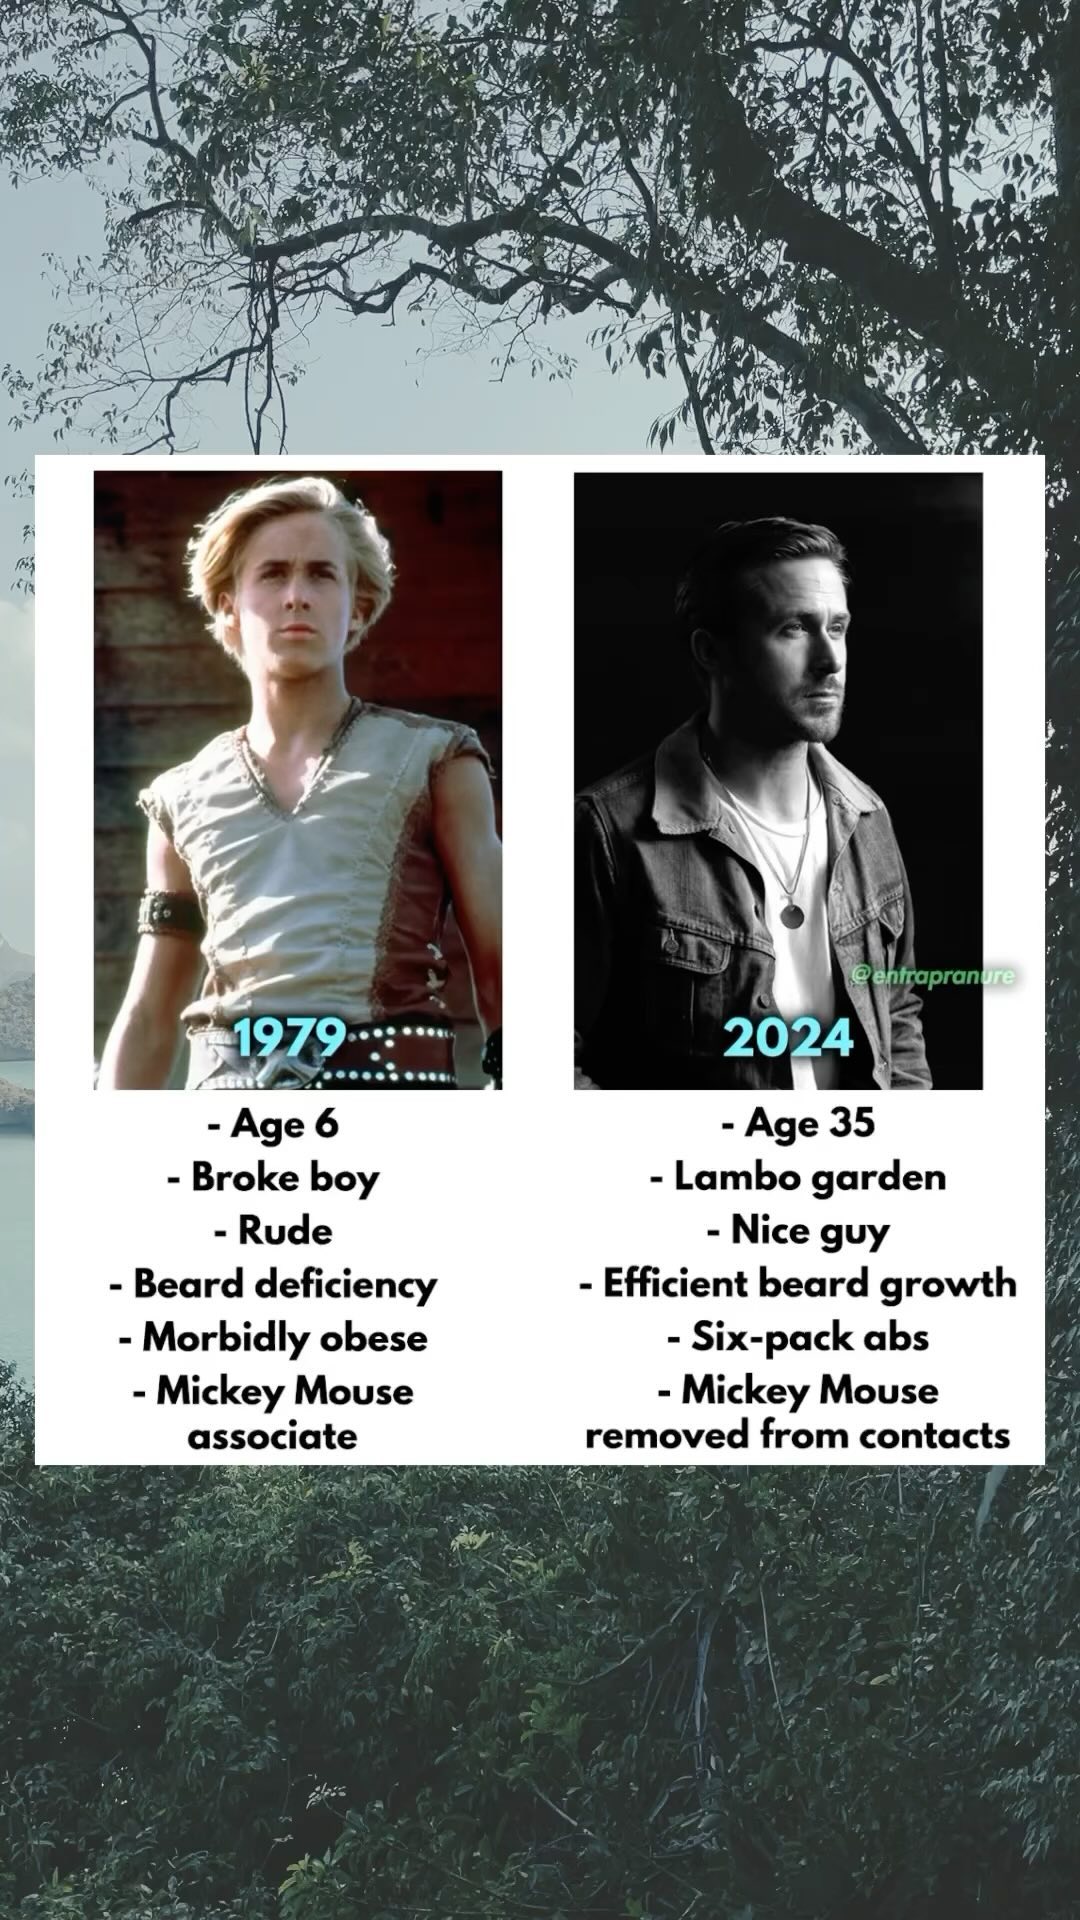 1979
- Age 6
- Broke boy
- Rude
- Beard deficiency
- Morbidly obese
- Mickey Mouse
associate
@entrapranure
2024
- Age 35
- Lambo garden
- Nice guy
- Efficient beard growth
- Six-pack abs
- Mickey Mouse
removed from contacts